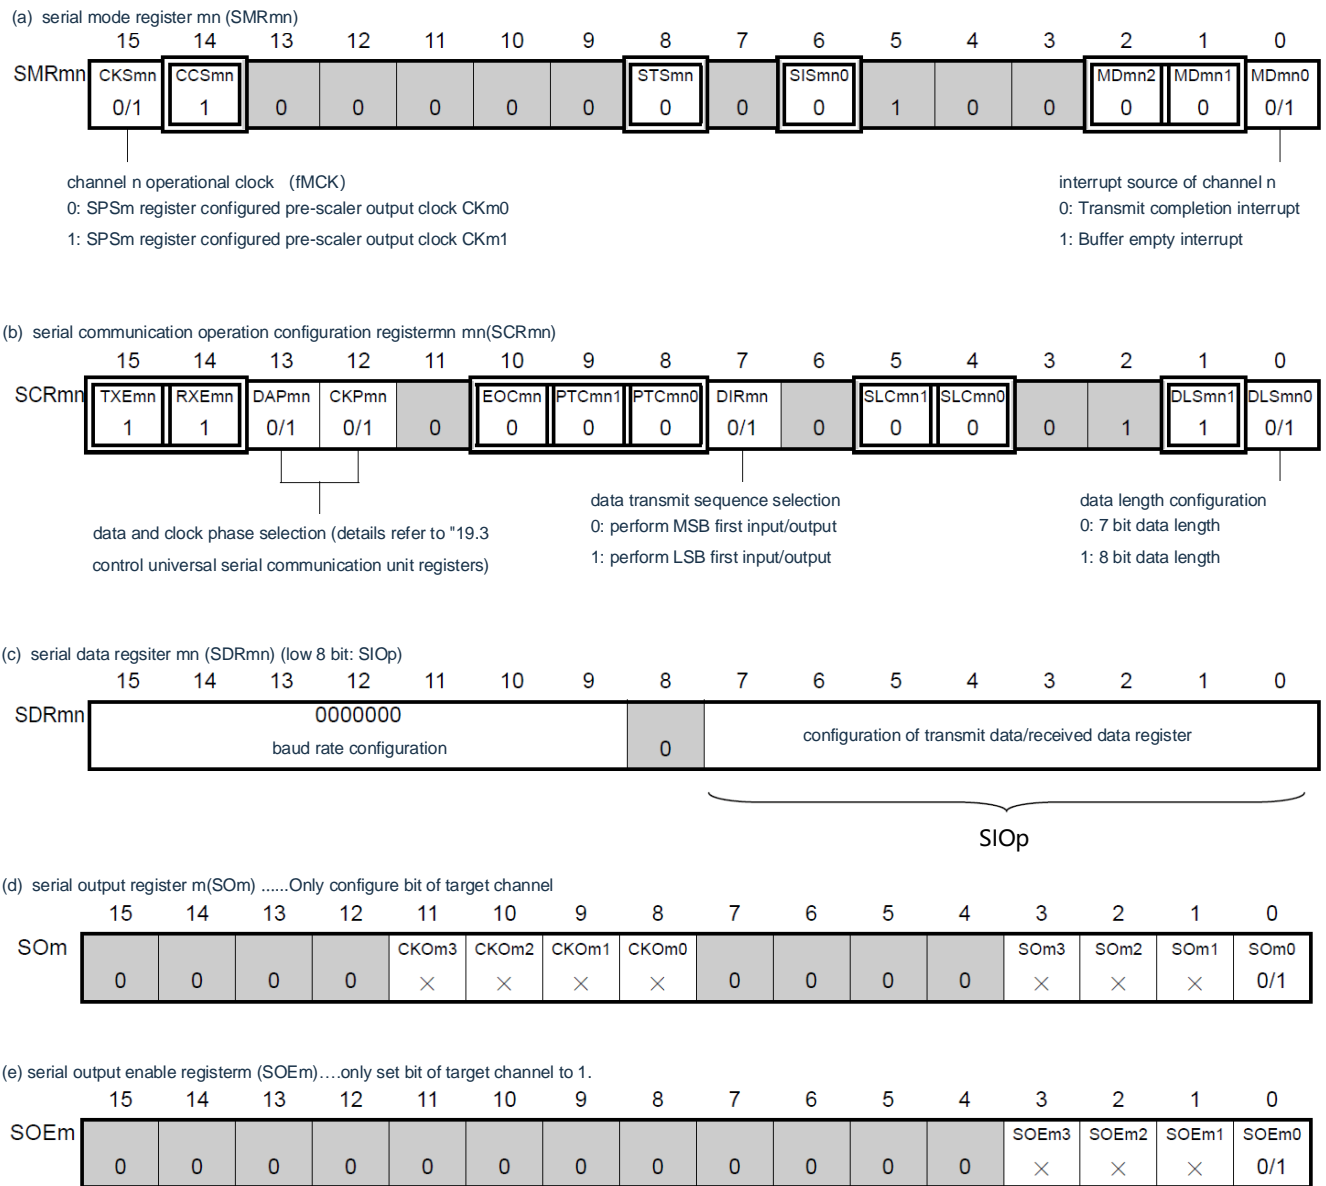 (a) serial mode register mn (SMRmn)
15 14 13 12 11 10 9 8 7 6 5 4 3 2 1 0
SMRmn CKSmn CCSmn STSmn SISmn0 MDmn2 MDmn1 MDmn0
0/1 1 0 0 0 0 0 0 0 0 1 0 0 0 0 0/1
channel n operational clock (fMCK)
0: SPSm register configured pre-scaler output clock CKm0
1: SPSm register configured pre-scaler output clock CKm1
interrupt source of channel n
0: Transmit completion interrupt
1: Buffer empty interrupt
(b) serial communication operation configuration registermn mn(SCRmn)
15 14 13 12 11 10 9 8 7 6 5 4 3 2 1 0
SCRmn TXEmn RXEmn DAPmn CKPmn EOCmn PTCmn1 PTCmn0 DIRmn SLCmn1 SLCmn0 DLSmn1 DLSmn0
1 1 0/1 0/1 0 0 0 0 0/1 0 0 0 0 1 1 0/1
data and clock phase selection (details refer to "19.3
control universal serial communication unit registers)
data transmit sequence selection
0: perform MSB first input/output
1: perform LSB first input/output
data length configuration
0: 7 bit data length
1: 8 bit data length
(c) serial data regsiter mn (SDRmn) (low 8 bit: SIOp)
15 14 13 12 11 10 9 8 7 6 5 4 3 2 1 0
SDRmn 0000000
baud rate configuration 0 configuration of transmit data/received data register
SIOp
(d) serial output register m(SOm) ......Only configure bit of target channel
15 14 13 12 11 10 9 8 7 6 5 4 3 2 1 0
SOm CKOm3 CKOm2 CKOm1 CKOm0 SOm3 SOm2 SOm1 SOm0
0 0 0 0 × × × × 0 0 0 0 × × × 0/1
(e) serial output enable registerm (SOEm)....only set bit of target channel to 1.
15 14 13 12 11 10 9 8 7 6 5 4 3 2 1 0
SOEm SOEm3 SOEm2 SOEm1 SOEm0
0 0 0 0 0 0 0 0 0 0 0 0 × × × 0/1